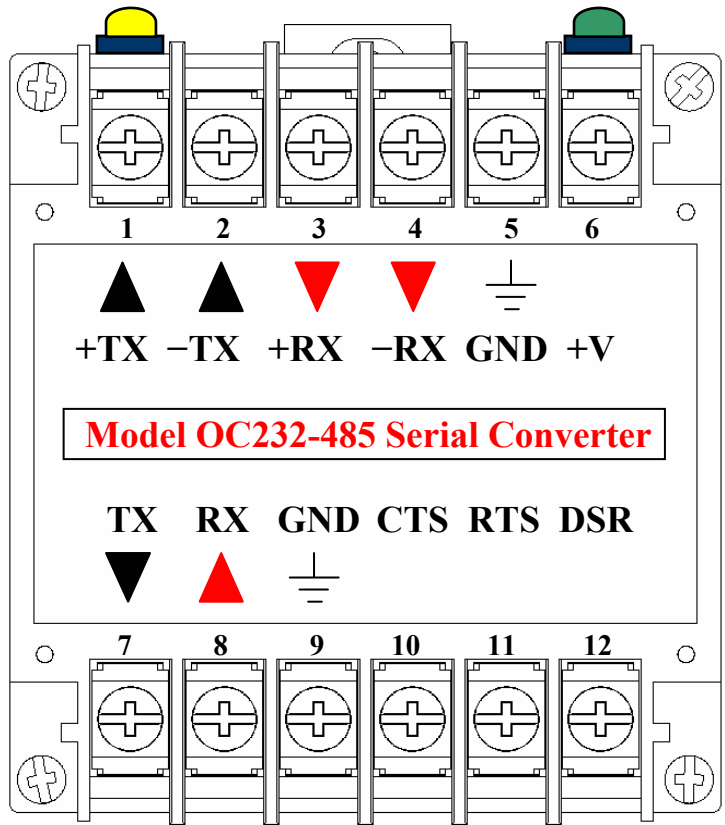 1 2 3 4 5 6
+TX −TX +RX −RX GND +V
Model OC232-485 Serial Converter
TX RX GND CTS RTS DSR
7 8 9 10 11 12